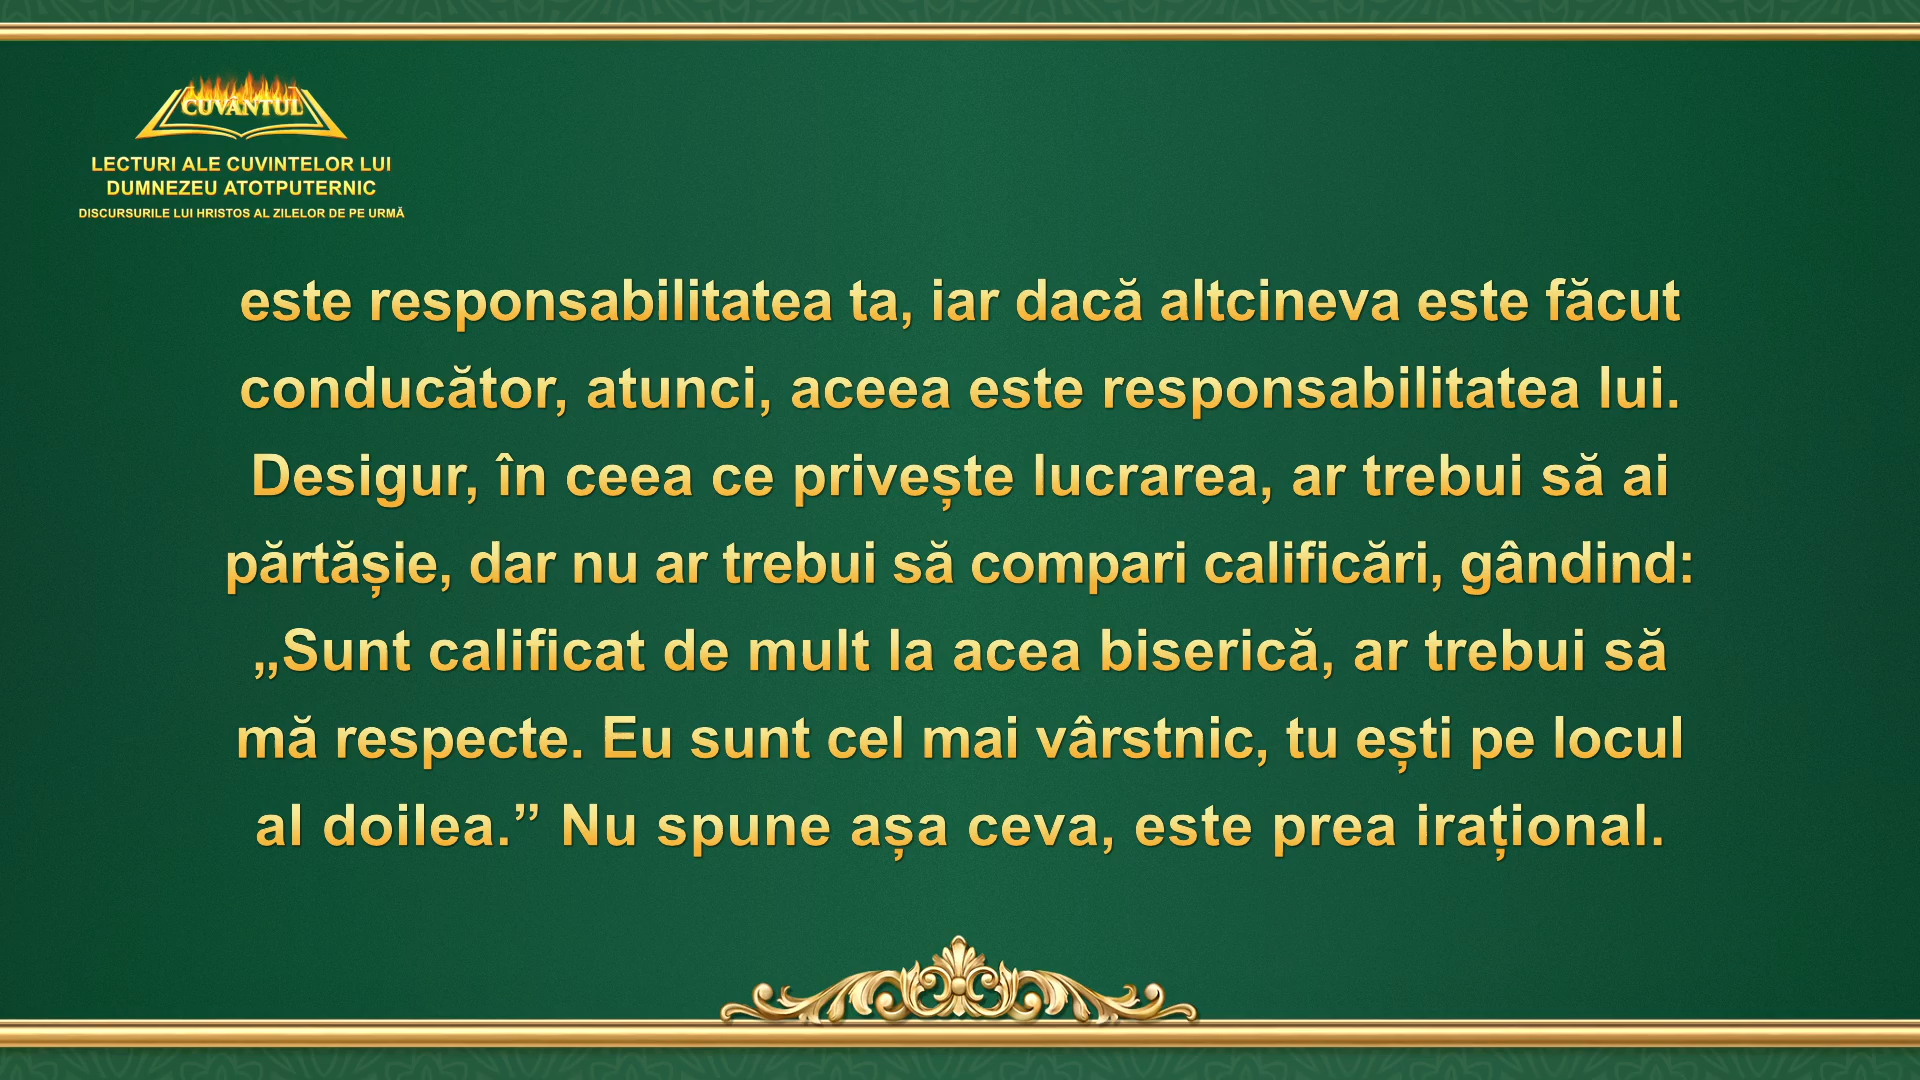 CUVÂNTUL
LECTURI ALE CUVINTELOR LUI
DUMNEZEU ATOTPUTERNIC
DISCURSURILE LUI HRISTOS AL ZILELOR DE PE URMĂ
este responsabilitatea ta, iar dacă altcineva este făcut
conducător, atunci, aceea este responsabilitatea lui.
Desigur, în ceea ce privește lucrarea, ar trebui să ai
părtășie, dar nu ar trebui să compari calificări, gândind:
„Sunt calificat de mult la acea biserică, ar trebui să
mă respecte. Eu sunt cel mai vârstnic, tu ești pe locul
al doilea.” Nu spune așa ceva, este prea irațional.